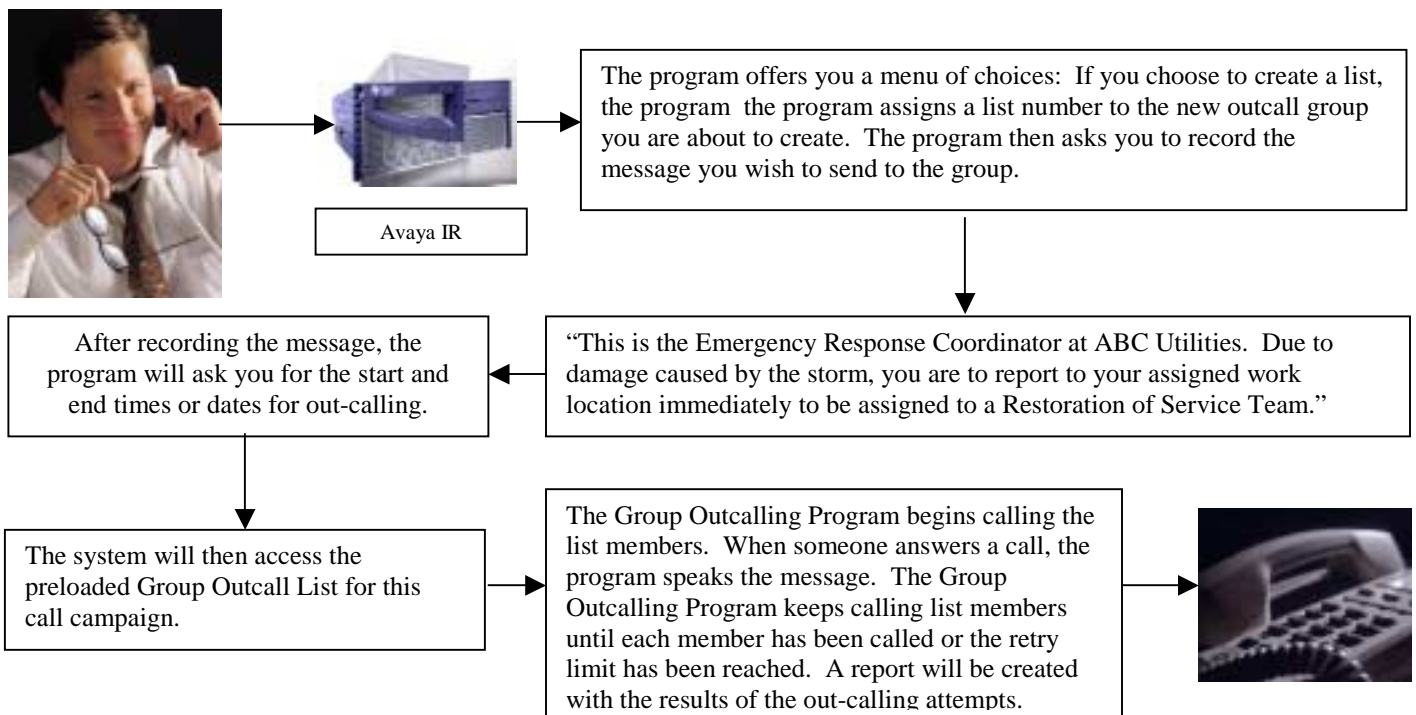 The program offers you a menu of choices:  If you choose to create a list,
the program  the program assigns a list number to the new outcall group
you are about to create.  The program then asks you to record the
message you wish to send to the group.
Avaya IR
“This is the Emergency Response Coordinator at ABC Utilities.  Due to
damage caused by the storm, you are to report to your assigned work
location immediately to be assigned to a Restoration of Service Team.”
After recording the message, the
program will ask you for the start and
end times or dates for out-calling.
The system will then access the
preloaded Group Outcall List for this
call campaign.
The Group Outcalling Program begins calling the
list members.  When someone answers a call, the
program speaks the message.  The Group
Outcalling Program keeps calling list members
until each member has been called or the retry
limit has been reached.  A report will be created
with the results of the out-calling attempts.